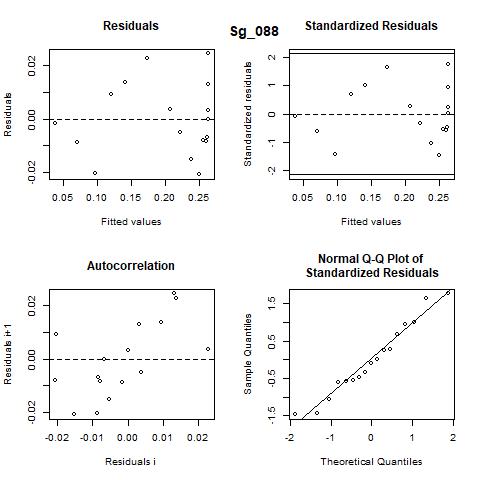 Sg_088
Residuals
Residuals
0.02
0.00
-0.02
0.05 0.10 0.15 0.20 0.25
Fitted values
Standardized Residuals
Standardized residuals
2
1
0
-1
-2
0.05 0.10 0.15 0.20 0.25
Fitted values
Autocorrelation
Residuals i+1
0.02
0.00
-0.02
-0.02 -0.01 0.00 0.01 0.02
Residuals i
Normal Q-Q Plot of
Standardized Residuals
Sample Quantiles
1.5
0.5
-0.5
-1.5
-2 -1 0 1 2
Theoretical Quantiles